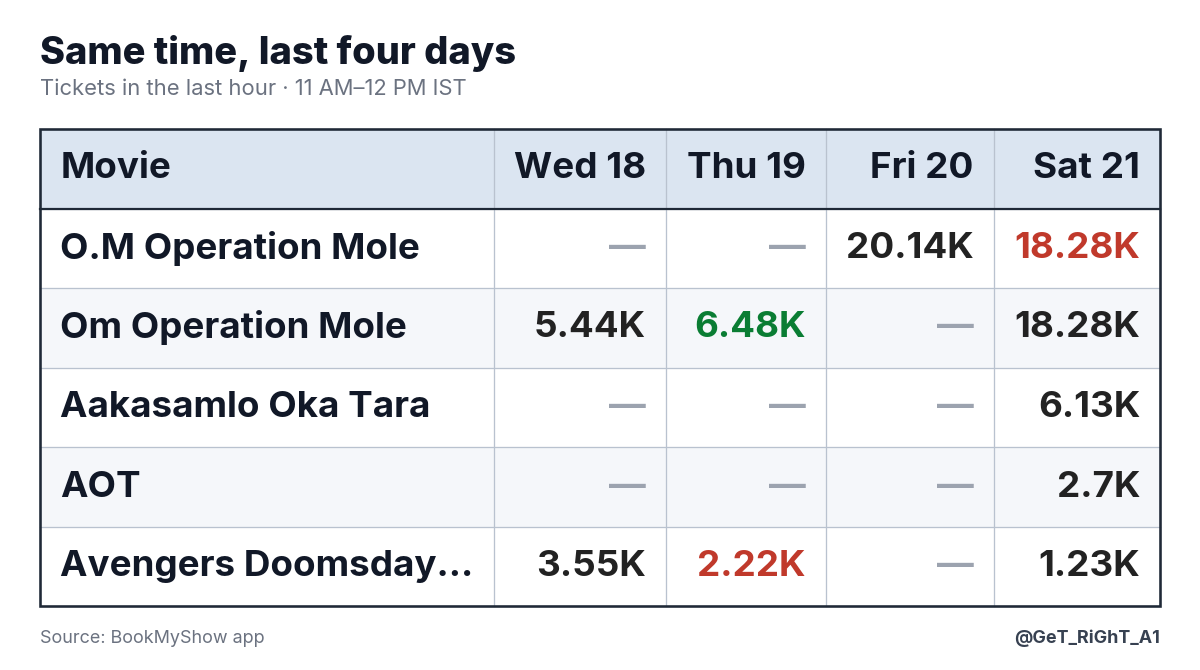 Same time, last four days
Tickets in the last hour · 11 AM–12 PM IST
Movie Wed 18 Thu 19 Fri 20 Sat 21
O.M Operation Mole — — 20.14K 18.28K
Om Operation Mole 5.44K 6.48K — 18.28K
Aakasamlo Oka Tara — — — 6.13K
AOT — — — 2.7K
Avengers Doomsday... 3.55K 2.22K — 1.23K
Source: BookMyShow app @GeT_RiGhT_A1